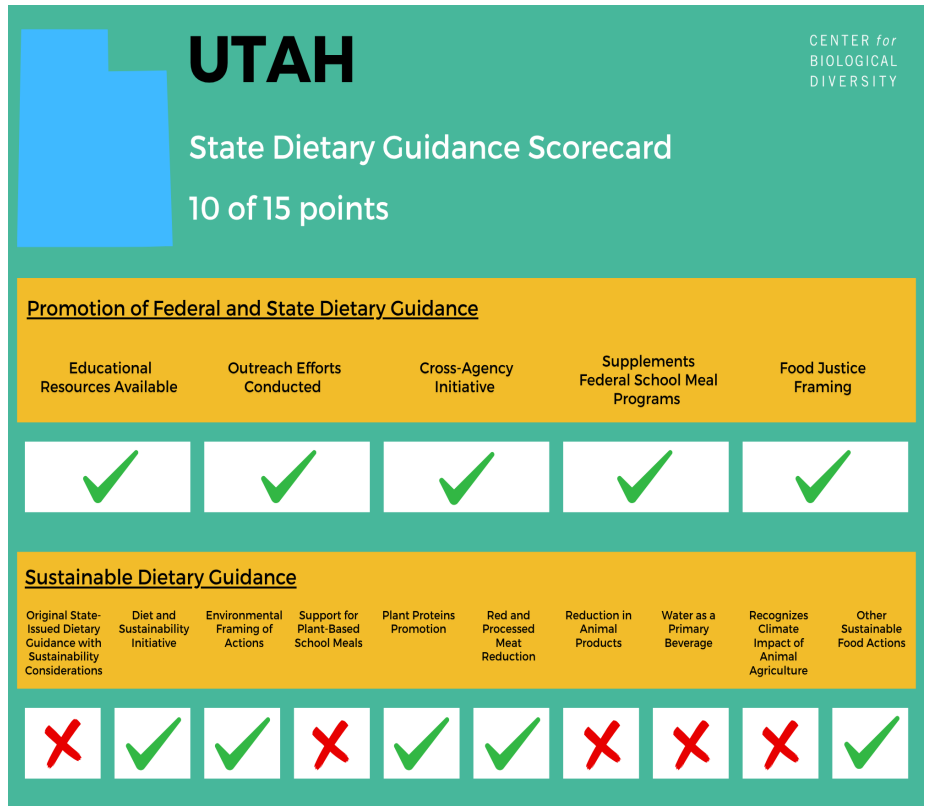 UTAH
CENTER for
BIOLOGICAL
DIVERSITY
State Dietary Guidance Scorecard
10 of 15 points
Promotion of Federal and State Dietary Guidance
Educational
Resources Available
Outreach Efforts
Conducted
Cross-Agency
Initiative
Supplements
Federal School Meal
Programs
Food Justice
Framing
Sustainable Dietary Guidance
Original State-
Issued Dietary
Guidance with
Sustainability
Considerations
Diet and
Sustainability
Initiative
Environmental
Framing of
Actions
Support for
Plant-Based
School Meals
Plant Proteins
Promotion
Red and
Processed
Meat
Reduction
Reduction in
Animal
Products
Water as a
Primary
Beverage
Recognizes
Climate
Impact of
Animal
Agriculture
Other
Sustainable
Food Actions